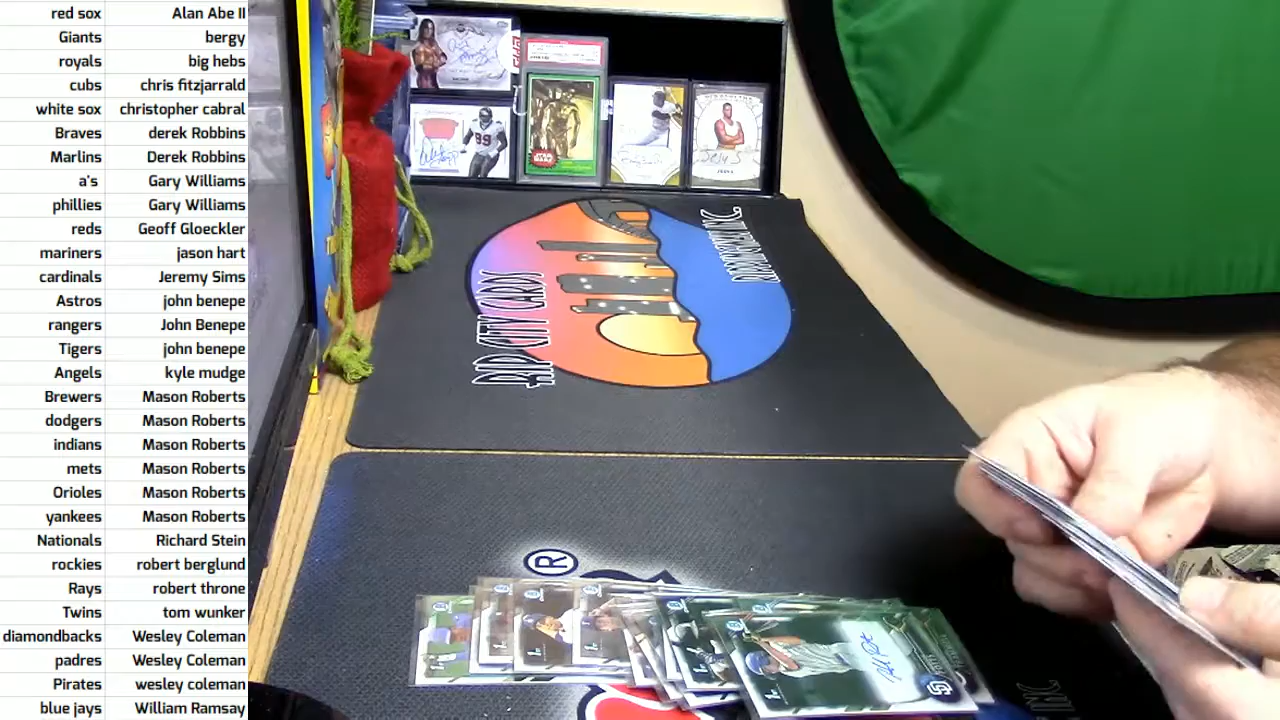 red sox Alan Abe II
Giants bergy
royals big hebs
cubs chris fitzjarrald
white sox christopher cabral
Braves derek Robbins
Marlins Derek Robbins
a's Gary Williams
phillies Gary Williams
reds Geoff Gloeckler
mariners jason hart
cardinals Jeremy Sims
Astros john benepe
rangers John Benepe
Tigers john benepe
Angels kyle mudge
Brewers Mason Roberts
dodgers Mason Roberts
indians Mason Roberts
mets Mason Roberts
Orioles Mason Roberts
yankees Mason Roberts
Nationals Richard Stein
rockies robert berglund
Rays robert throne
Twins tom wunker
diamondbacks Wesley Coleman
padres Wesley Coleman
Pirates wesley coleman
blue jays William Ramsay
STAR WARS
RIP CITY CARDS
R